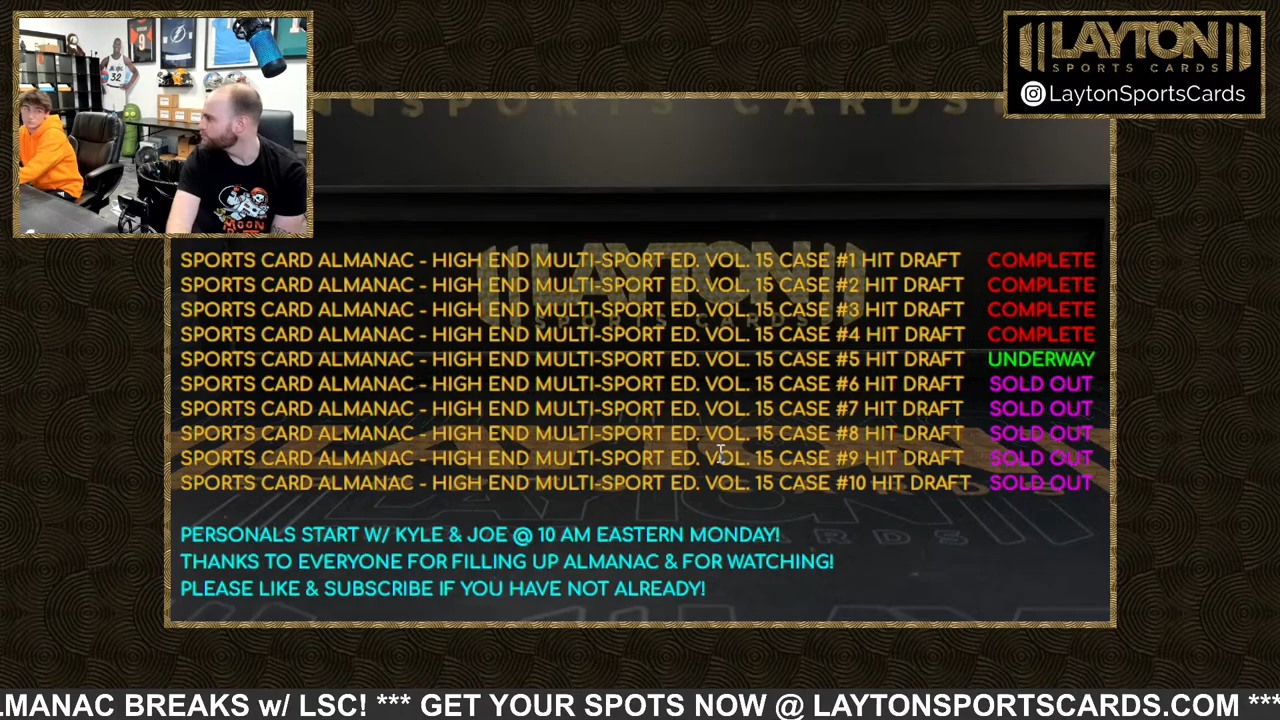 LAYTON
SPORTS CARDS
LaytonSportsCards
SPORTS CARDS
9
32
MOON
LAYTON
SPORTS CARDS
SPORTS CARD ALMANAC - HIGH END MULTI-SPORT ED. VOL. 15 CASE #1 HIT DRAFT COMPLETE
SPORTS CARD ALMANAC - HIGH END MULTI-SPORT ED. VOL. 15 CASE #2 HIT DRAFT COMPLETE
SPORTS CARD ALMANAC - HIGH END MULTI-SPORT ED. VOL. 15 CASE #3 HIT DRAFT COMPLETE
SPORTS CARD ALMANAC - HIGH END MULTI-SPORT ED. VOL. 15 CASE #4 HIT DRAFT COMPLETE
SPORTS CARD ALMANAC - HIGH END MULTI-SPORT ED. VOL. 15 CASE #5 HIT DRAFT UNDERWAY
SPORTS CARD ALMANAC - HIGH END MULTI-SPORT ED. VOL. 15 CASE #6 HIT DRAFT SOLD OUT
SPORTS CARD ALMANAC - HIGH END MULTI-SPORT ED. VOL. 15 CASE #7 HIT DRAFT SOLD OUT
SPORTS CARD ALMANAC - HIGH END MULTI-SPORT ED. VOL. 15 CASE #8 HIT DRAFT SOLD OUT
SPORTS CARD ALMANAC - HIGH END MULTI-SPORT ED. VOL. 15 CASE #9 HIT DRAFT SOLD OUT
SPORTS CARD ALMANAC - HIGH END MULTI-SPORT ED. VOL. 15 CASE #10 HIT DRAFT SOLD OUT
PERSONALS START W/ KYLE & JOE @ 10 AM EASTERN MONDAY!
THANKS TO EVERYONE FOR FILLING UP ALMANAC & FOR WATCHING!
PLEASE LIKE & SUBSCRIBE IF YOU HAVE NOT ALREADY!
LMANAC BREAKS w/ LSC! *** GET YOUR SPOTS NOW @ LAYTONSPORTSCARDS.COM ***